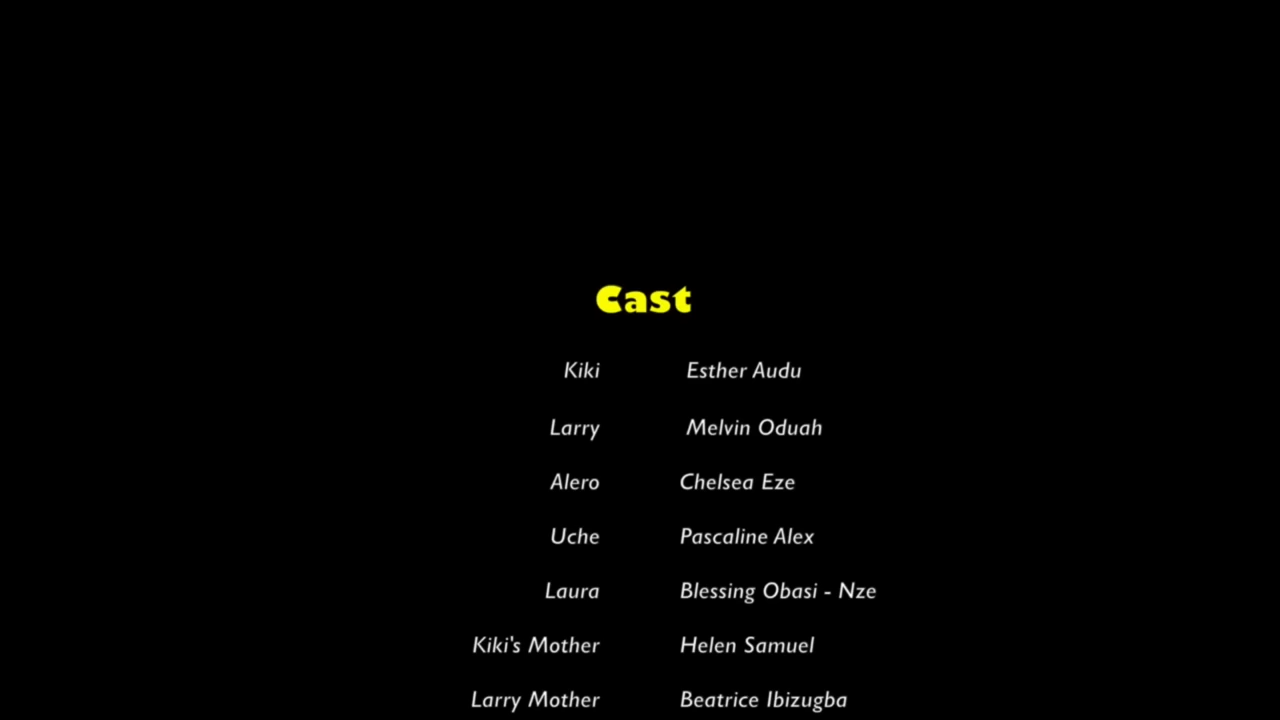 Cast
Kiki Esther Audu
Larry Melvin Oduah
Alero Chelsea Eze
Uche Pascaline Alex
Laura Blessing Obasi - Nze
Kiki's Mother Helen Samuel
Larry Mother Beatrice Ibizugba